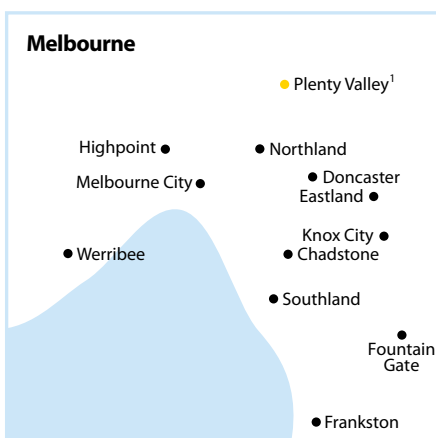 Melbourne
Plenty Valley¹
Highpoint
Northland
Melbourne City
Doncaster
Eastland
Knox City
Werribee
Chadstone
Southland
Fountain
Gate
Frankston